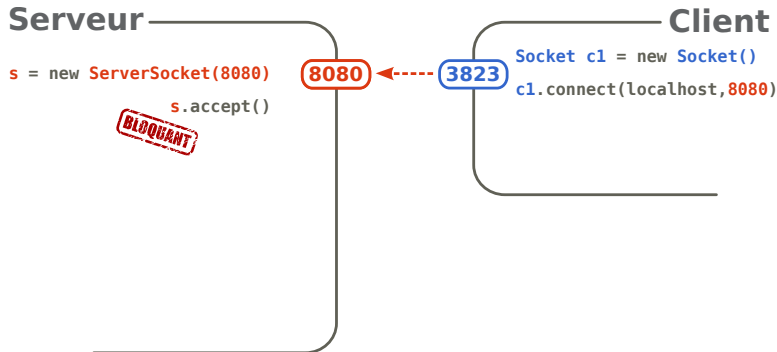 Serveur
Client
s = new ServerSocket(8080)
s.accept()
BLOQUANT
8080
3823
Socket c1 = new Socket()
c1.connect(localhost,8080)